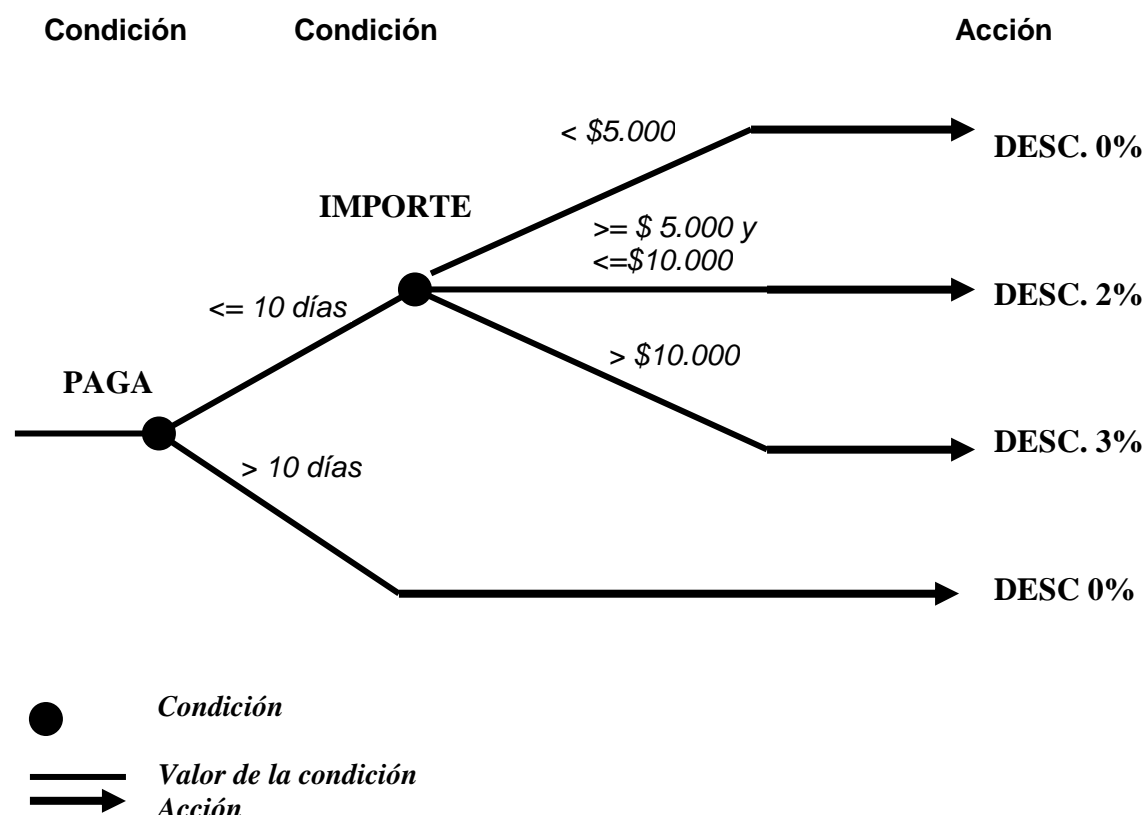 Condición Condición Acción
< $5.000
DESC. 0%
IMPORTE
>= $ 5.000 y
<=$10.000
<= 10 días
DESC. 2%
> $10.000
PAGA
DESC. 3%
> 10 días
DESC 0%
Condición
Valor de la condición
Acción